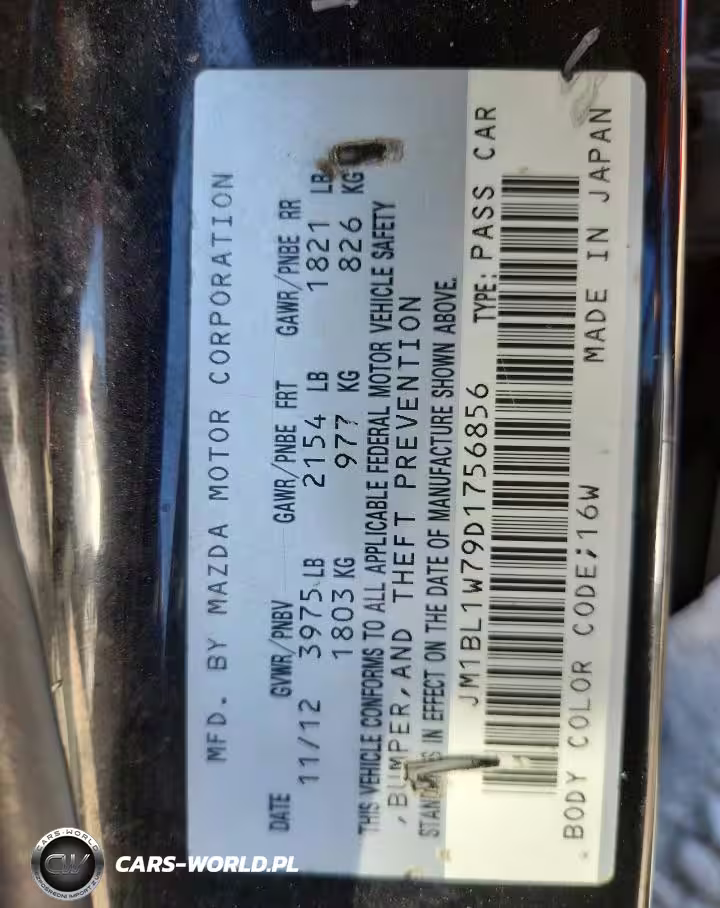 MFD. BY MAZDA MOTOR CORPORATION
DATE GVWR/PNBV GAWR/PNBE FRT GAWR/PNBE RR
11/12 3975 LB 2154 LB 1821 LB
1803 KG 977 KG 826 KG
THIS VEHICLE CONFORMS TO ALL APPLICABLE FEDERAL MOTOR VEHICLE SAFETY
,BUMPER,AND THEFT PREVENTION
IN EFFECT ON THE DATE OF MANUFACTURE SHOWN ABOVE.
JM1BL1W79D1756856 TYPE: PASS CAR
BODY COLOR CODE;16W MADE IN JAPAN
CARS-WORLD
CW
CARS-WORLD.PL